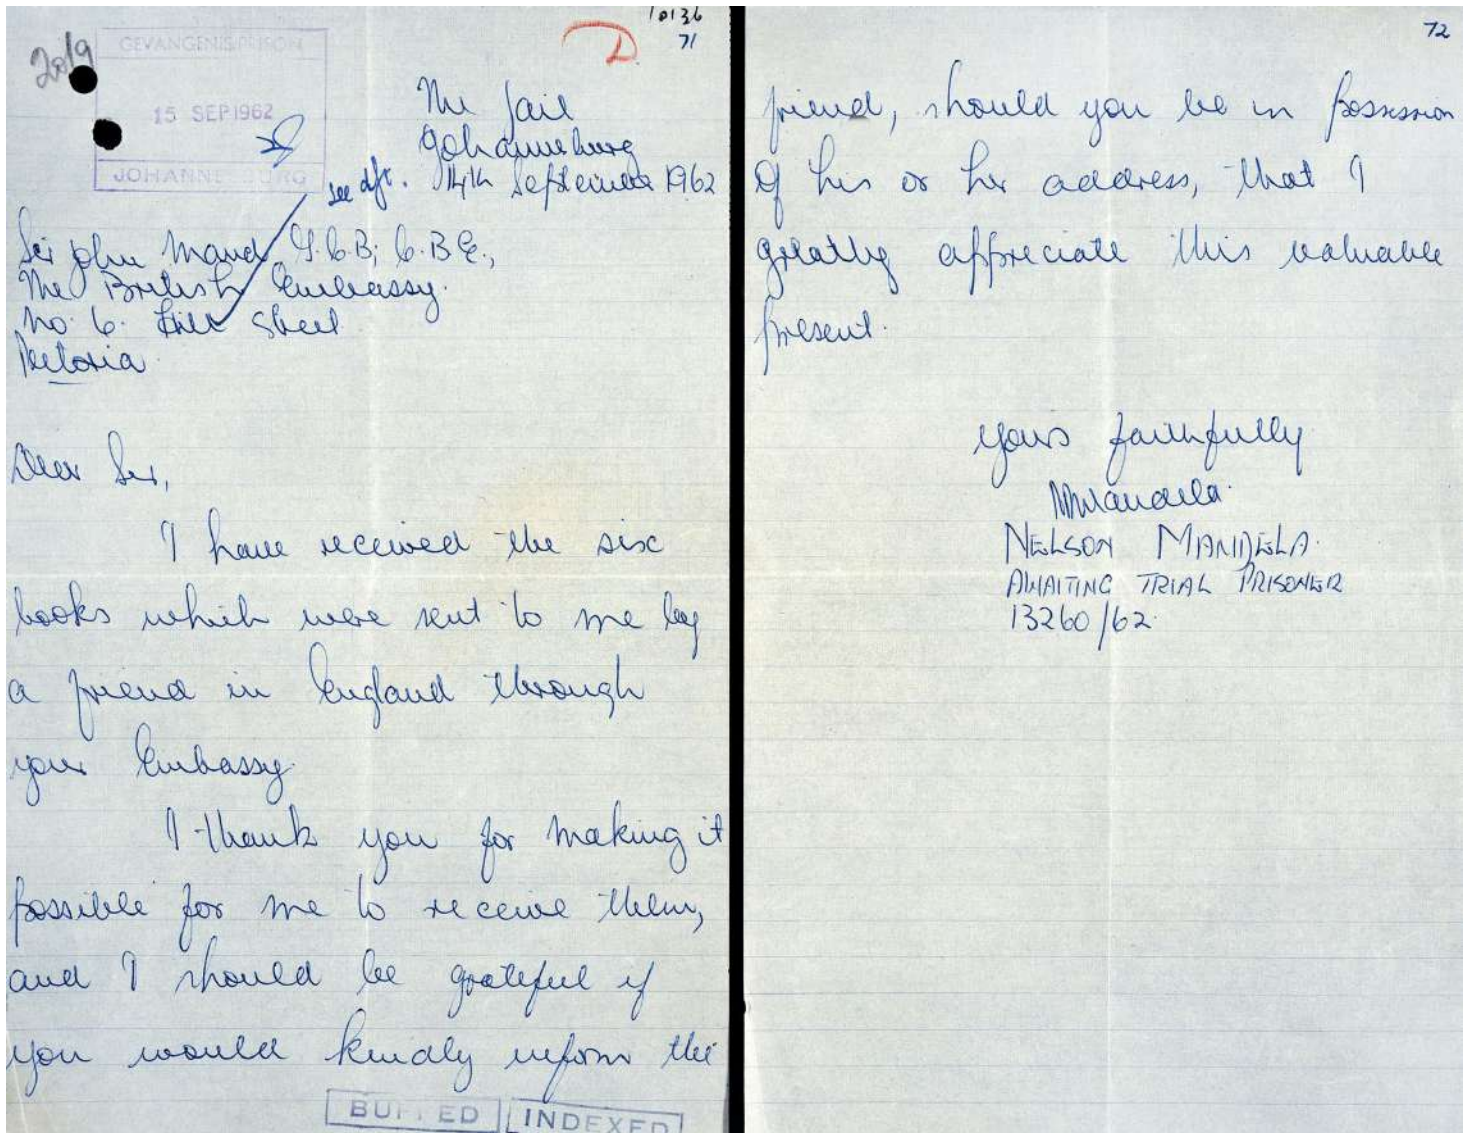 10136
71
2019
GEVANGENIS PRISON
15 SEP 1962
JOHANNE BURG
The Jail
Johannesburg
see dft. 14th September 1962
Sir John Maud, G.C.B; C.B.E.,
The British Embassy.
No. 6. Hill Street.
Pretoria.
Dear Sir,
I have received the six
books which were sent to me by
a friend in England through
your Embassy.
I thank you for making it
possible for me to receive them,
and I should be grateful if
you would kindly inform the
BUFFED INDEXED
72
friend, should you be in possession
of his or her address, that I
greatly appreciate this valuable
present.
yours faithfully
NMandela.
NELSON MANDELA.
AWAITING TRIAL PRISONER
13260/62.